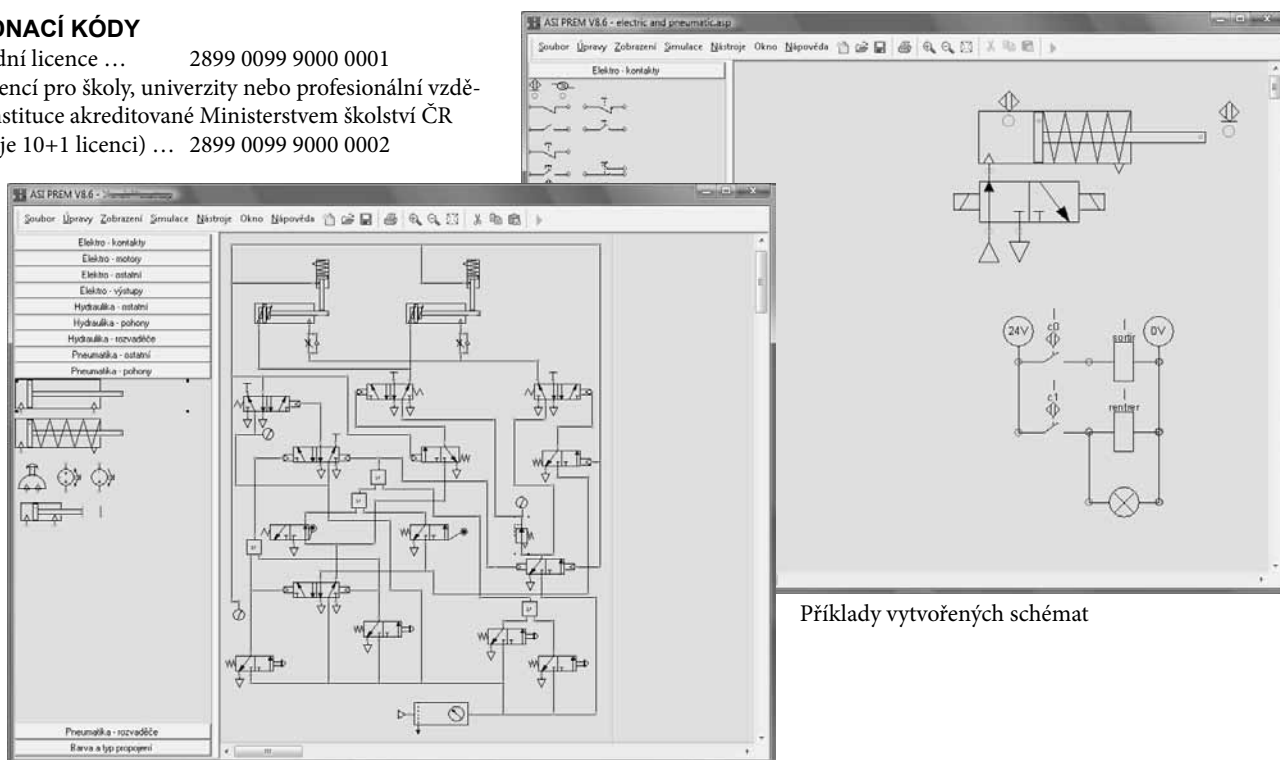 ONACÍ KÓDY
dní licence … 2899 0099 9000 0001
encí pro školy, univerzity nebo profesionální vzdě-
nstituce akreditované Ministerstvem školství ČR
je 10+1 licenci) … 2899 0099 9000 0002
ASI PREM V8.6 - electric and pneumatic.asp
Soubor Úpravy Zobrazení Simulace Nástroje Okno Nápověda
Elektro - kontakty
24V
c0
sortir
0V
c1
rentrer
ASI PREM V8.6 -
Soubor Úpravy Zobrazení Simulace Nástroje Okno Nápověda
Elektro - kontakty
Elektro - motory
Elektro - ostatní
Elektro - výstupy
Hydraulika - ostatní
Hydraulika - pohony
Hydraulika - rozvaděče
Pneumatika - ostatní
Pneumatika - pohony
Pneumatika - rozvaděče
Barva a typ propojení
Příklady vytvořených schémat